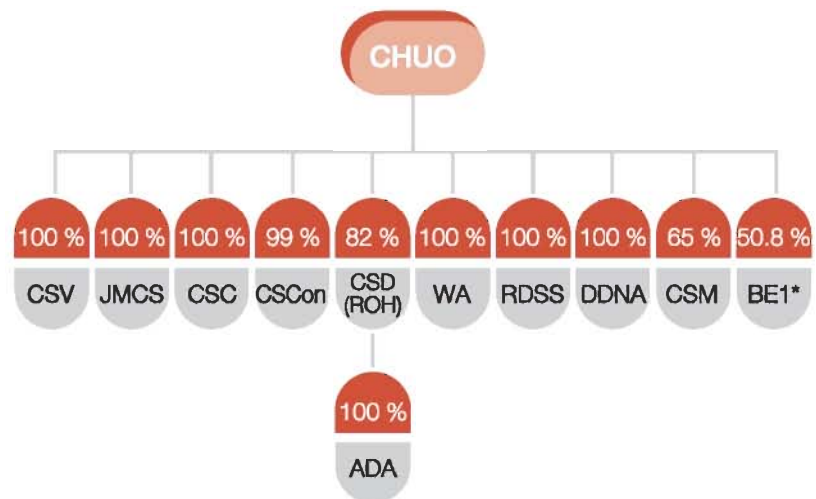 CHUO
100 % 100 % 100 % 99 % 82 % 100 % 100 % 100 % 65 % 50.8 %
CSV JMCS CSC CSCon CSD (ROH) WA RDSS DDNA CSM BE1*
100 %
ADA